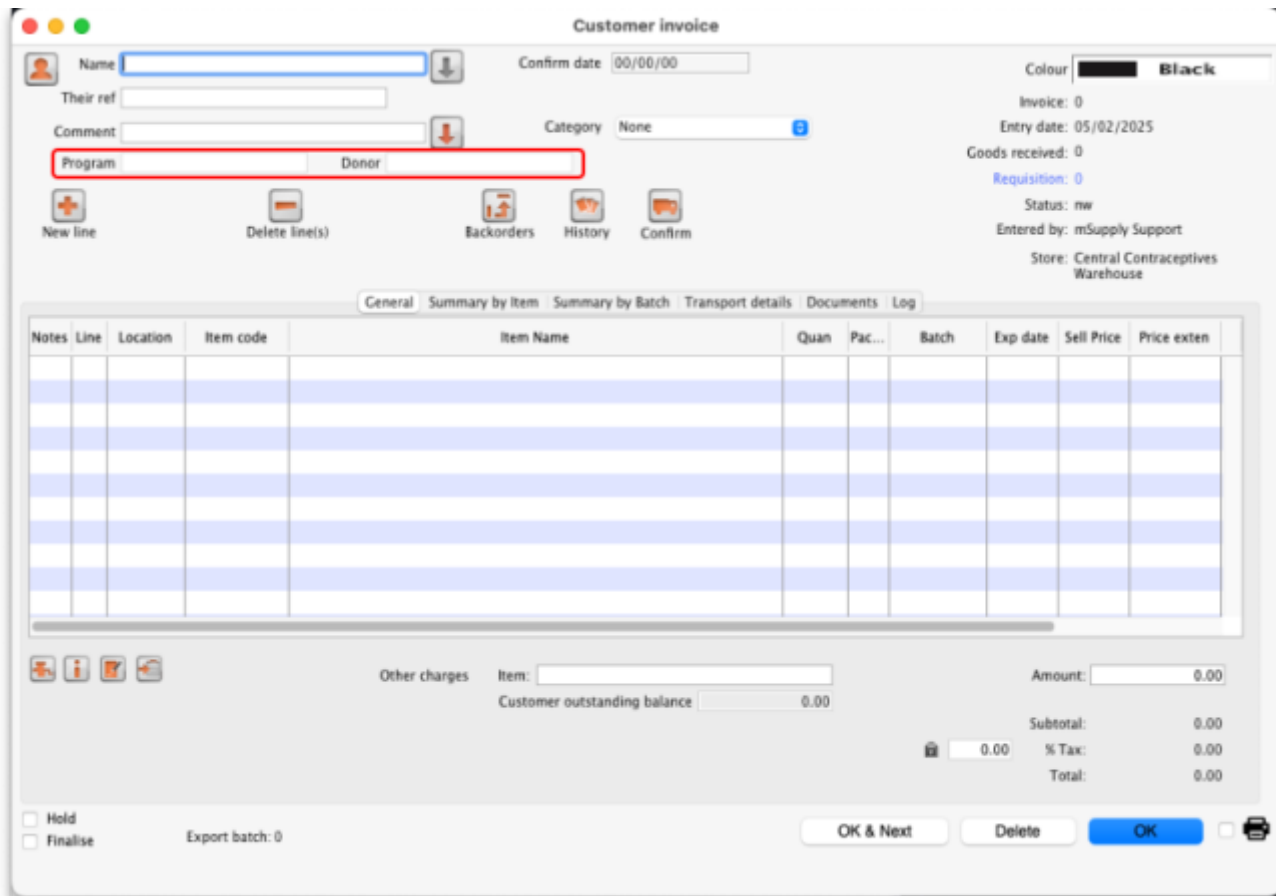 Customer invoice
Name
Confirm date 00/00/00
Colour Black
Their ref
Invoice: 0
Comment
Category None
Entry date: 05/02/2025
Program Donor
Goods received: 0
Requisition: 0
Status: nw
New line Delete line(s) Backorders History Confirm
Entered by: mSupply Support
Store: Central Contraceptives
Warehouse
General Summary by Item Summary by Batch Transport details Documents Log
Notes Line Location Item code Item Name Quan Pac... Batch Exp date Sell Price Price exten
Other charges Item: Amount: 0.00
Customer outstanding balance 0.00
Subtotal: 0.00
0.00 % Tax: 0.00
Total: 0.00
Hold
Finalise Export batch: 0 OK & Next Delete OK